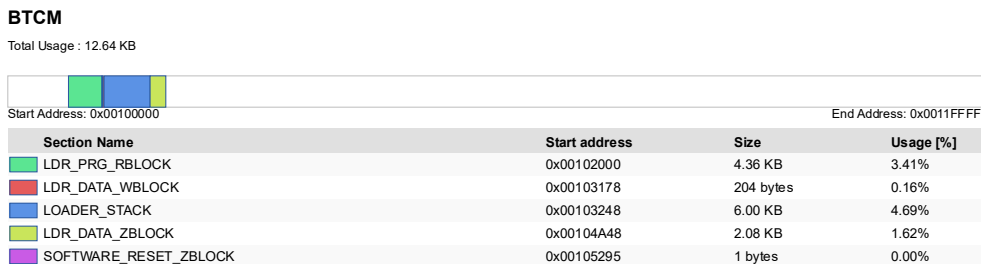 BTCM
Total Usage : 12.64 KB
Start Address: 0x00100000 End Address: 0x0011FFFF
Section Name Start address Size Usage [%]
LDR_PRG_RBLOCK 0x00102000 4.36 KB 3.41%
LDR_DATA_WBLOCK 0x00103178 204 bytes 0.16%
LOADER_STACK 0x00103248 6.00 KB 4.69%
LDR_DATA_ZBLOCK 0x00104A48 2.08 KB 1.62%
SOFTWARE_RESET_ZBLOCK 0x00105295 1 bytes 0.00%